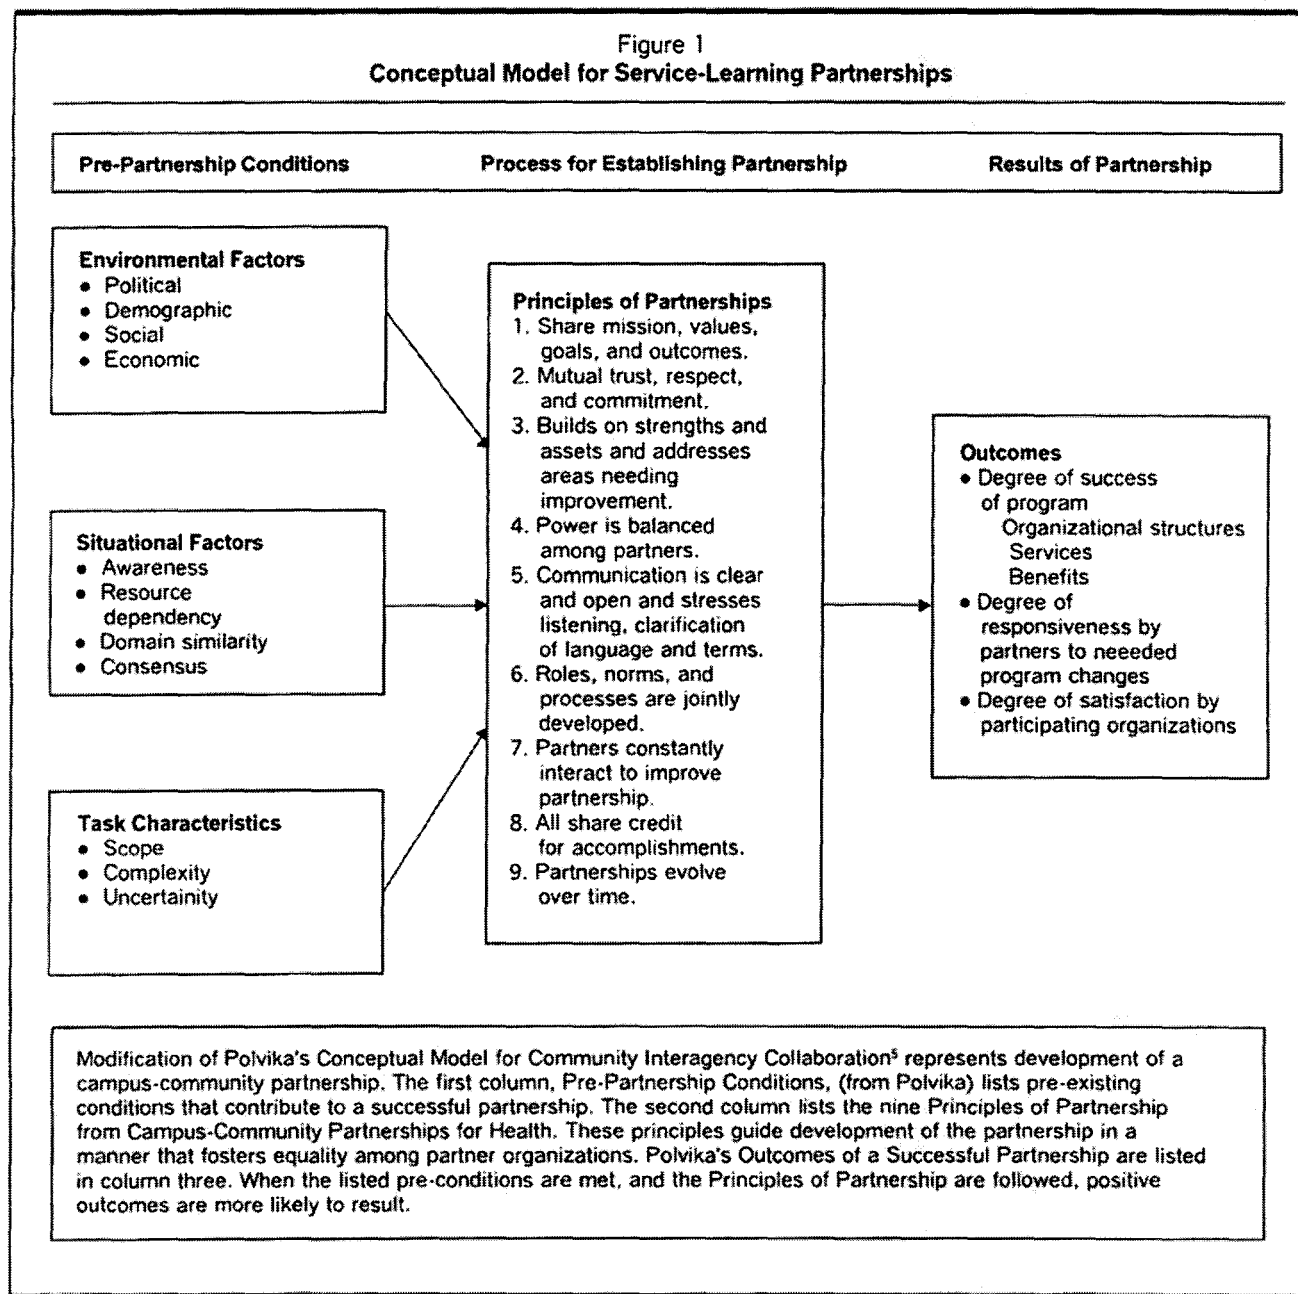 Figure 1
Conceptual Model for Service-Learning Partnerships
Pre-Partnership Conditions Process for Establishing Partnership Results of Partnership
Environmental Factors
● Political
● Demographic
● Social
● Economic
Situational Factors
● Awareness
● Resource
dependency
● Domain similarity
● Consensus
Task Characteristics
● Scope
● Complexity
● Uncertainity
Principles of Partnerships
1. Share mission, values,
goals, and outcomes.
2. Mutual trust, respect,
and commitment.
3. Builds on strengths and
assets and addresses
areas needing
improvement.
4. Power is balanced
among partners.
5. Communication is clear
and open and stresses
listening, clarification
of language and terms.
6. Roles, norms, and
processes are jointly
developed.
7. Partners constantly
interact to improve
partnership.
8. All share credit
for accomplishments.
9. Partnerships evolve
over time.
Outcomes
● Degree of success
of program
Organizational structures
Services
Benefits
● Degree of
responsiveness by
partners to neeeded
program changes
● Degree of satisfaction by
participating organizations
Modification of Polvika's Conceptual Model for Community Interagency Collaboration⁵ represents development of a
campus-community partnership. The first column, Pre-Partnership Conditions, (from Polvika) lists pre-existing
conditions that contribute to a successful partnership. The second column lists the nine Principles of Partnership
from Campus-Community Partnerships for Health. These principles guide development of the partnership in a
manner that fosters equality among partner organizations. Polvika's Outcomes of a Successful Partnership are listed
in column three. When the listed pre-conditions are met, and the Principles of Partnership are followed, positive
outcomes are more likely to result.